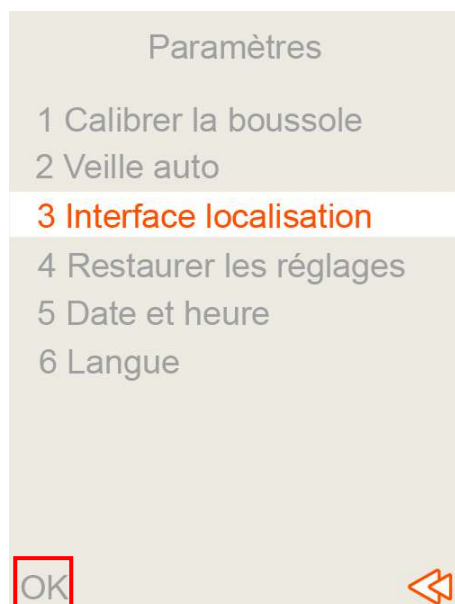 Paramètres
1 Calibrer la boussole
2 Veille auto
3 Interface localisation
4 Restaurer les réglages
5 Date et heure
6 Langue
OK